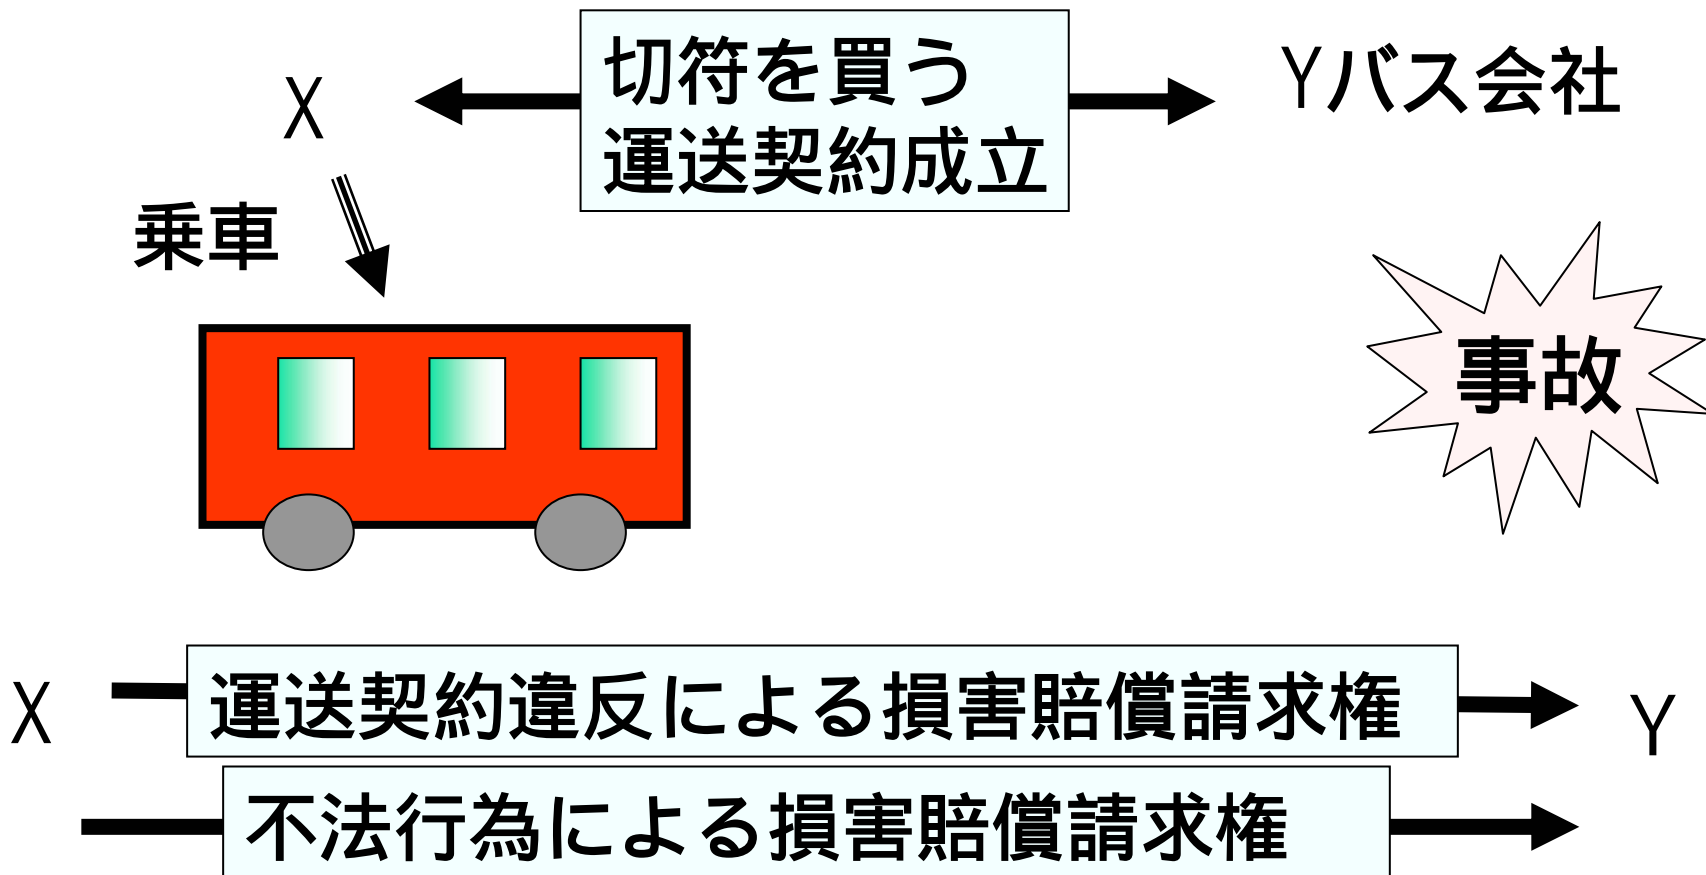 X
切符を買う
運送契約成立
Yバス会社
乗車
事故
X
運送契約違反による損害賠償請求権
Y
不法行為による損害賠償請求権